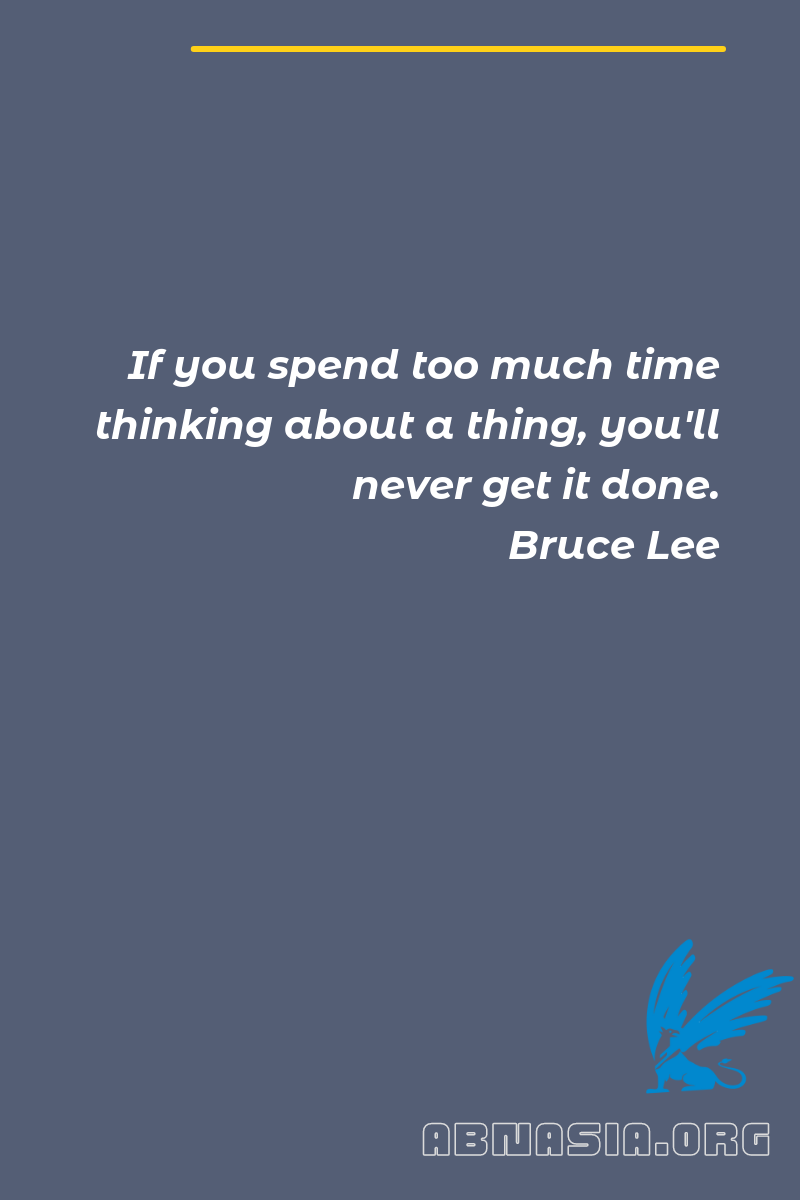 If you spend too much time
thinking about a thing, you'll
never get it done.
Bruce Lee
ABNASIA.ORG